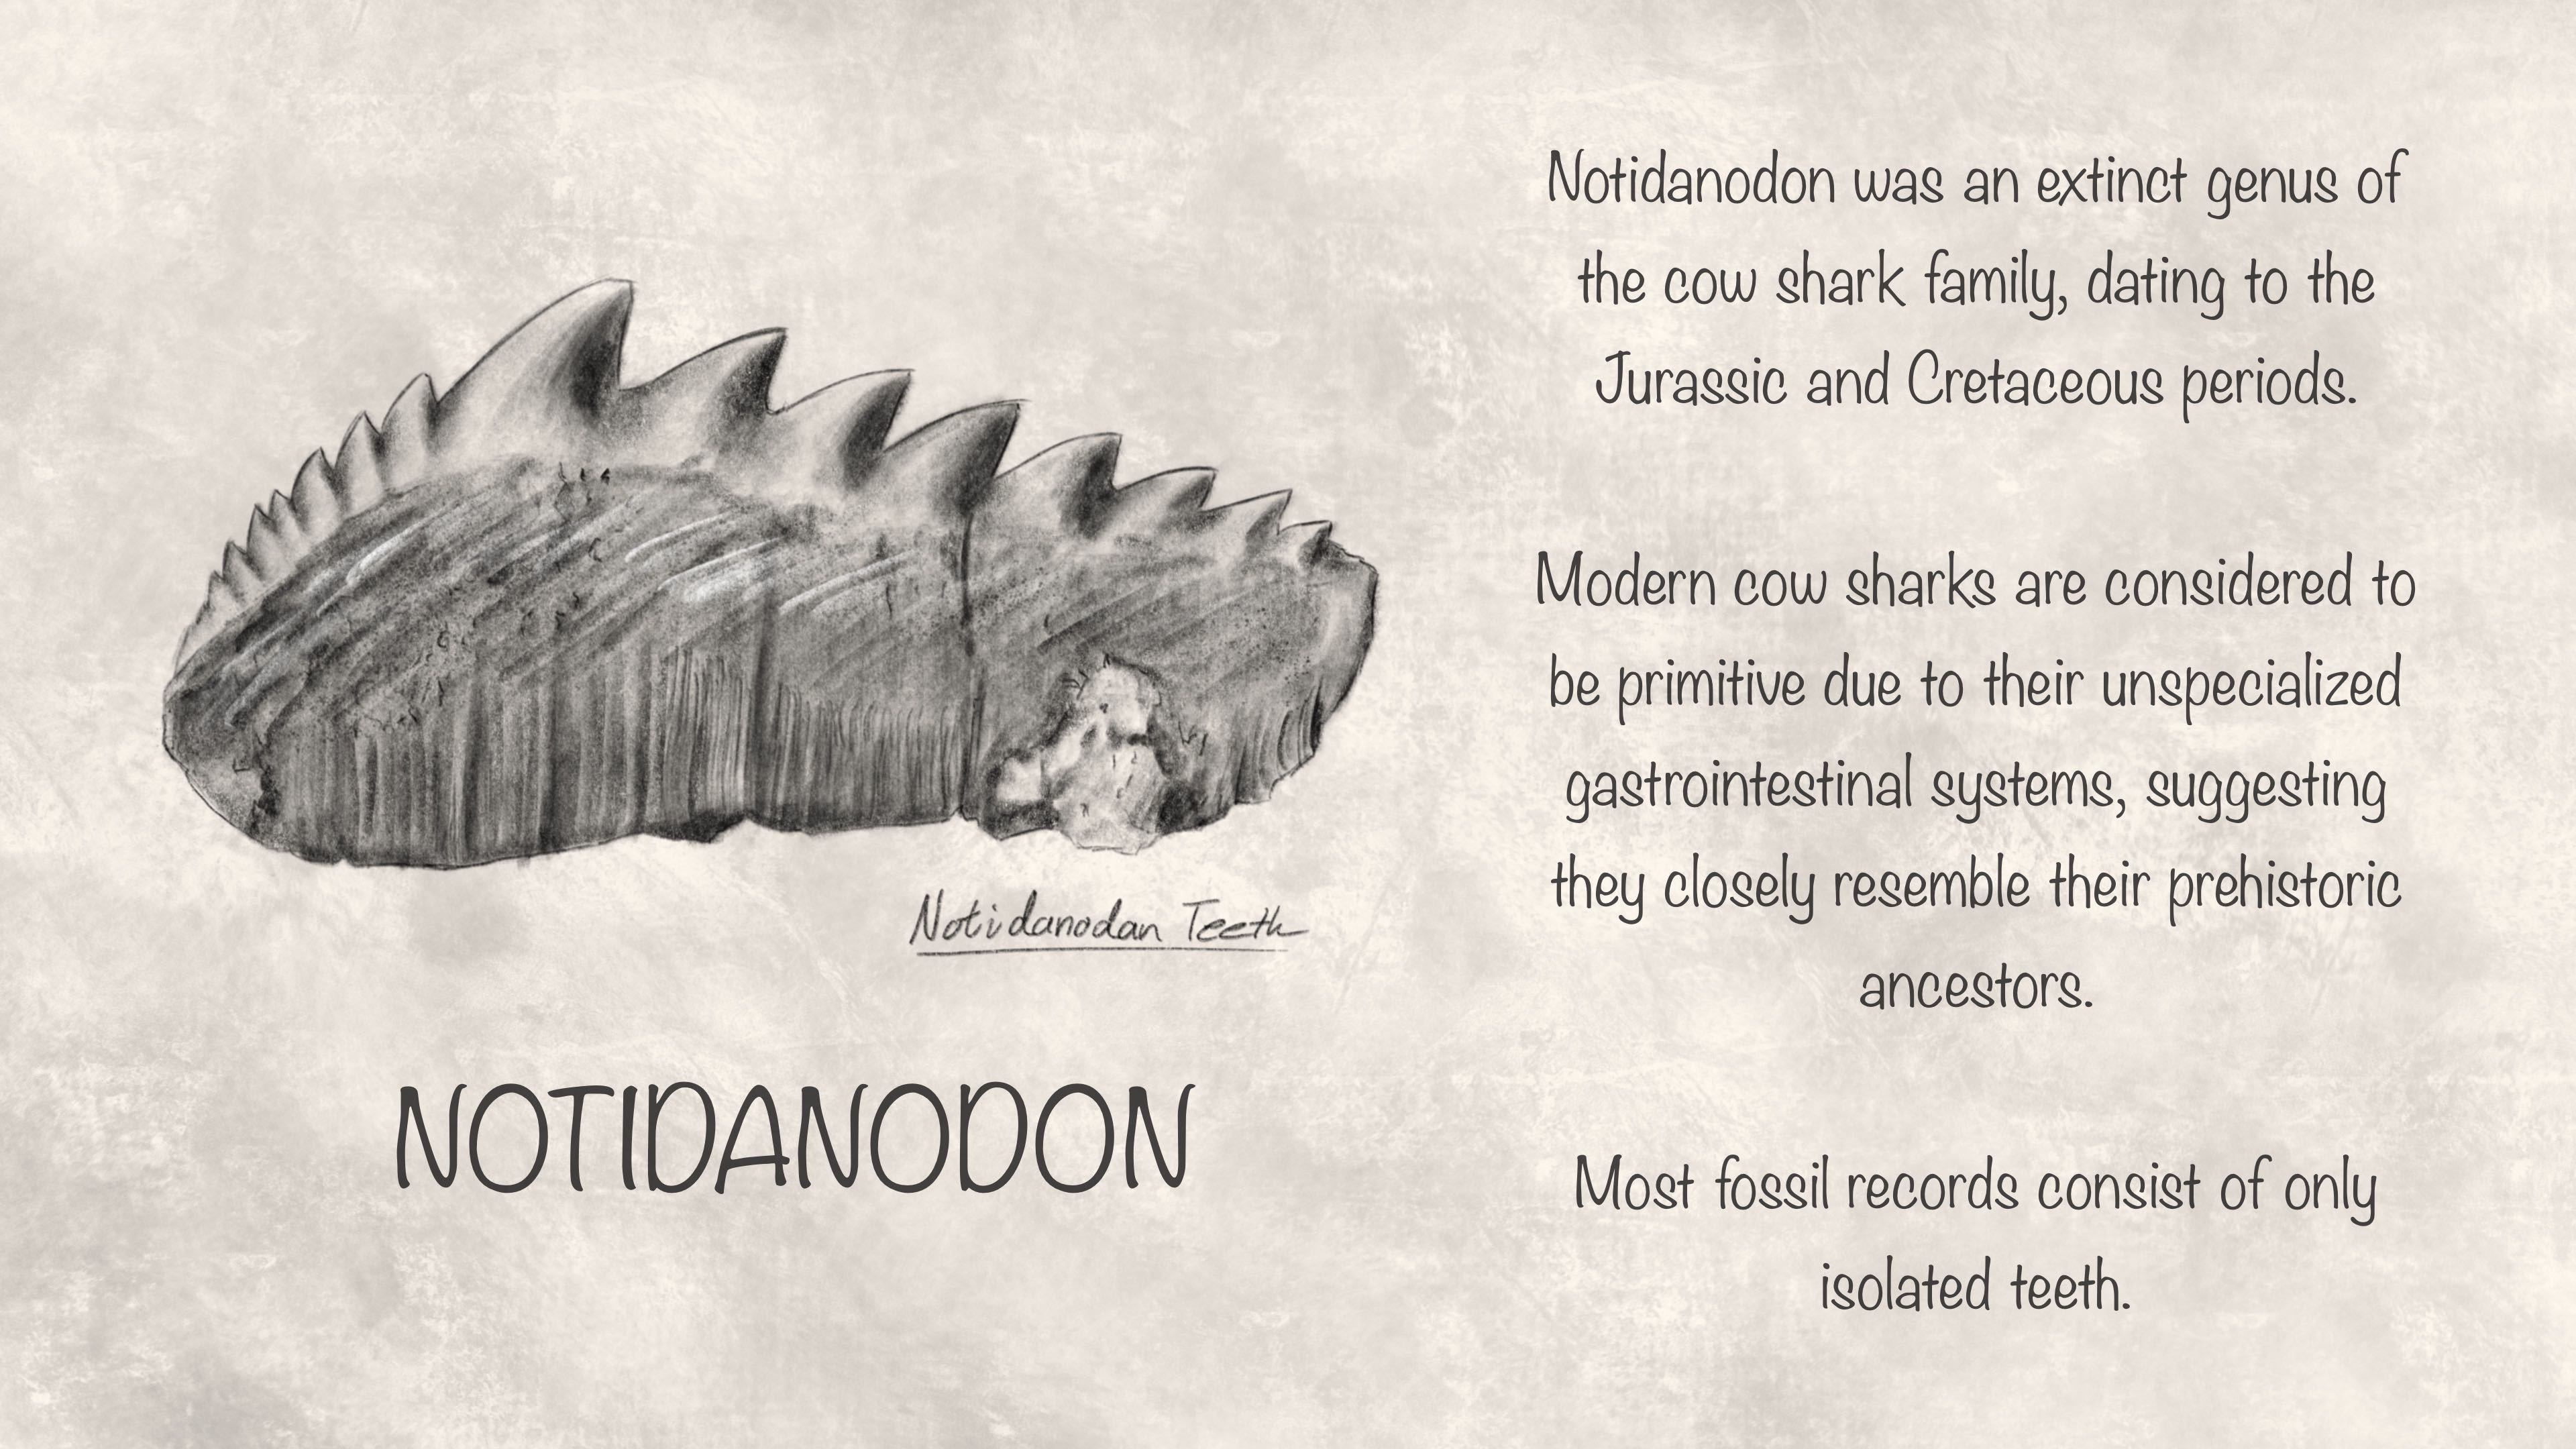 Notidanodan Teeth
NOTIDANODON
Notidanodon was an extinct genus of
the cow shark family, dating to the
Jurassic and Cretaceous periods.
Modern cow sharks are considered to
be primitive due to their unspecialized
gastrointestinal systems, suggesting
they closely resemble their prehistoric
ancestors.
Most fossil records consist of only
isolated teeth.